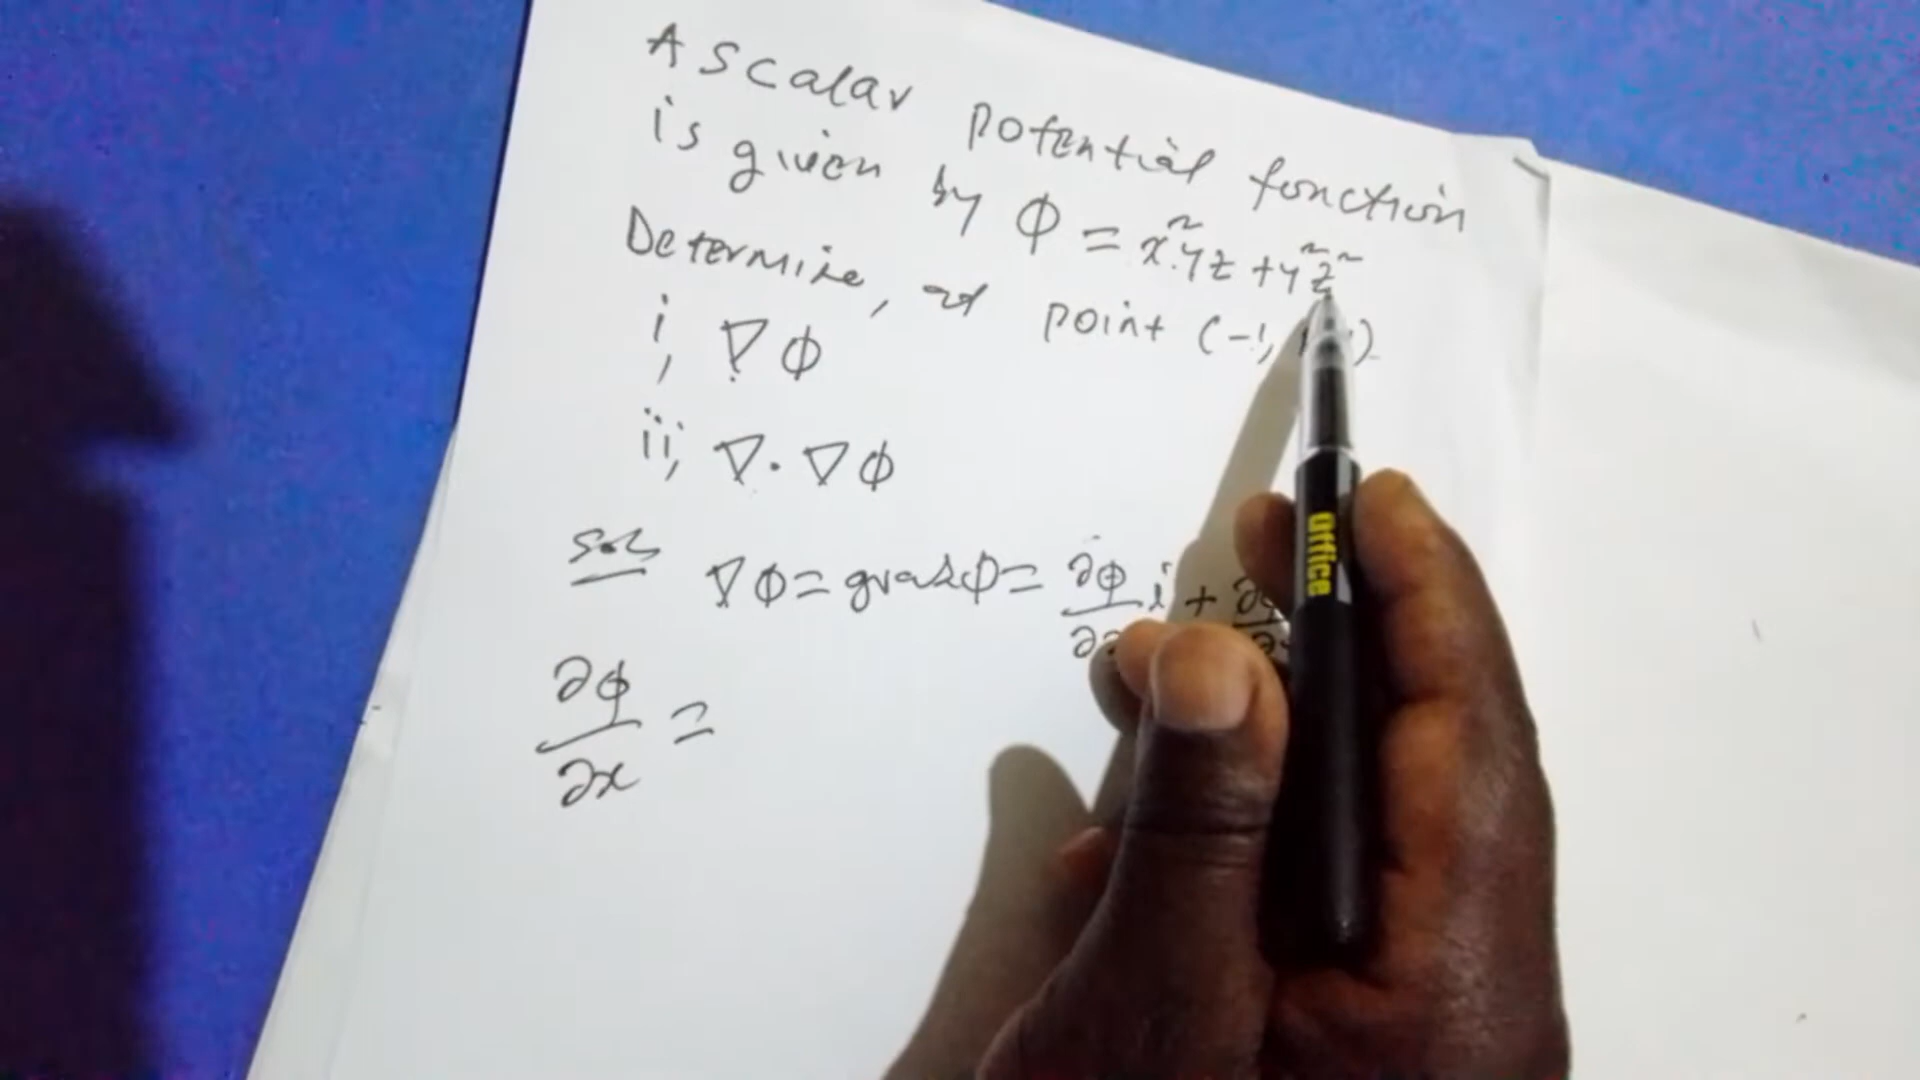 A Scalar potential function
is given by ϕ = x²yz + y²z²
Determine, at point (-1,
i, ∇ϕ
ii, ∇·∇ϕ
Sol ∇ϕ = gradϕ = ∂ϕ/∂x i + ∂ϕ
∂ϕ/∂x =
Office